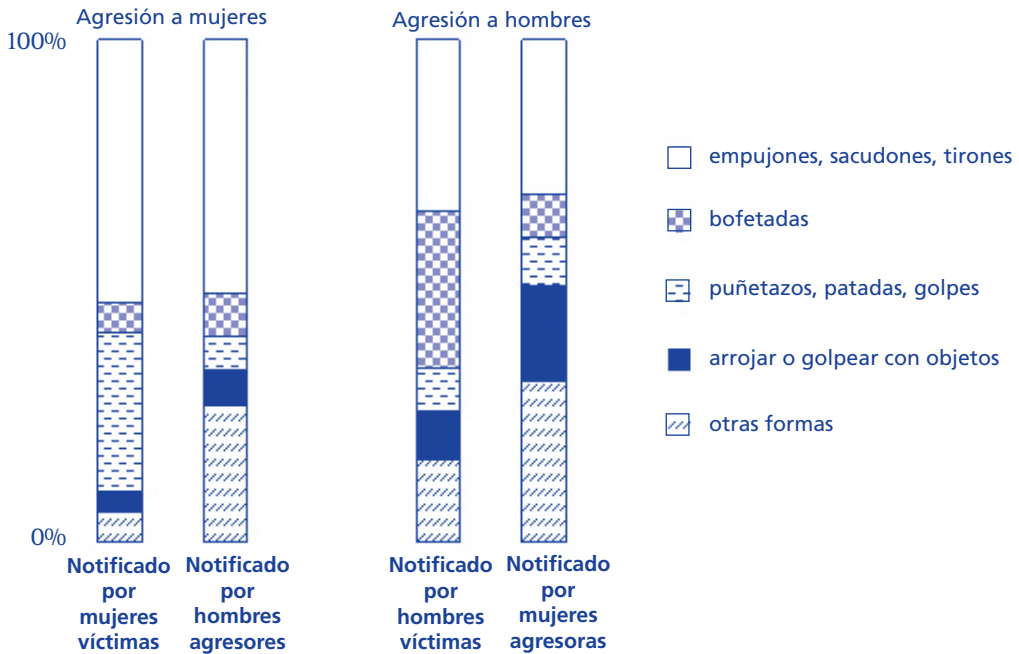 Agresión a mujeres
Agresión a hombres
100%
0%
Notificado
por
mujeres
víctimas
Notificado
por
hombres
agresores
Notificado
por
hombres
víctimas
Notificado
por
mujeres
agresoras
empujones, sacudones, tirones
bofetadas
puñetazos, patadas, golpes
arrojar o golpear con objetos
otras formas